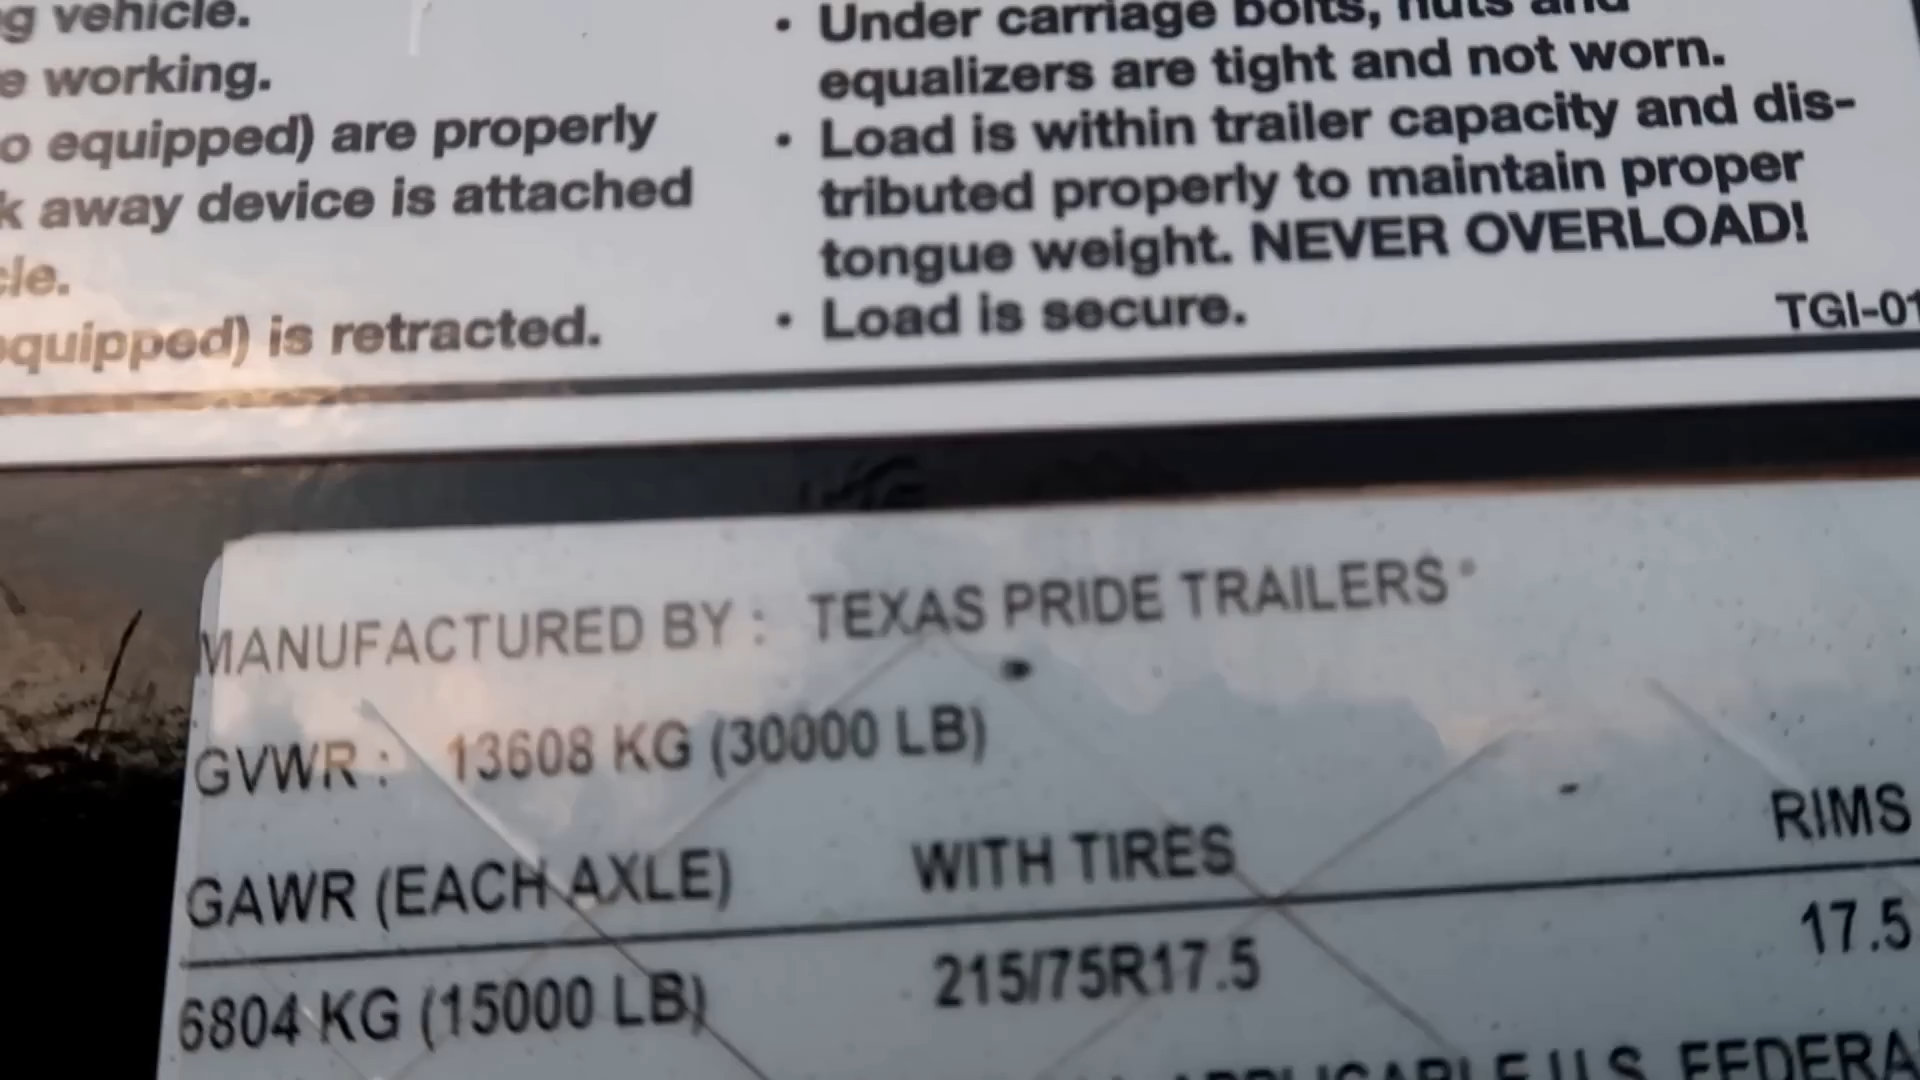 g vehicle.
e working.
o equipped) are properly
k away device is attached
cle.
equipped) is retracted.
• Under carriage bolts, nuts and
equalizers are tight and not worn.
• Load is within trailer capacity and dis-
tributed properly to maintain proper
tongue weight. NEVER OVERLOAD!
• Load is secure.
TGI-01
MANUFACTURED BY : TEXAS PRIDE TRAILERS
GVWR : 13608 KG (30000 LB)
GAWR (EACH AXLE) WITH TIRES RIMS
6804 KG (15000 LB) 215/75R17.5 17.5
APPLICABLE U.S. FEDERA